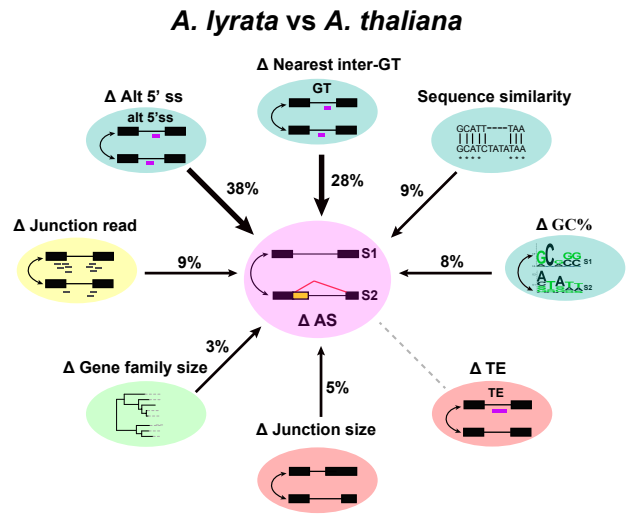 A. lyrata vs A. thaliana
Δ Nearest inter-GT
GT
Δ Alt 5' ss
alt 5'ss
Sequence similarity
GCATT----TAA
GCATCTATATAA
**** ***
38%
28%
9%
Δ Junction read
9%
S1
S2
Δ AS
8%
Δ GC%
GC GG
S1
A A
S2
3%
Δ Gene family size
5%
Δ Junction size
Δ TE
TE